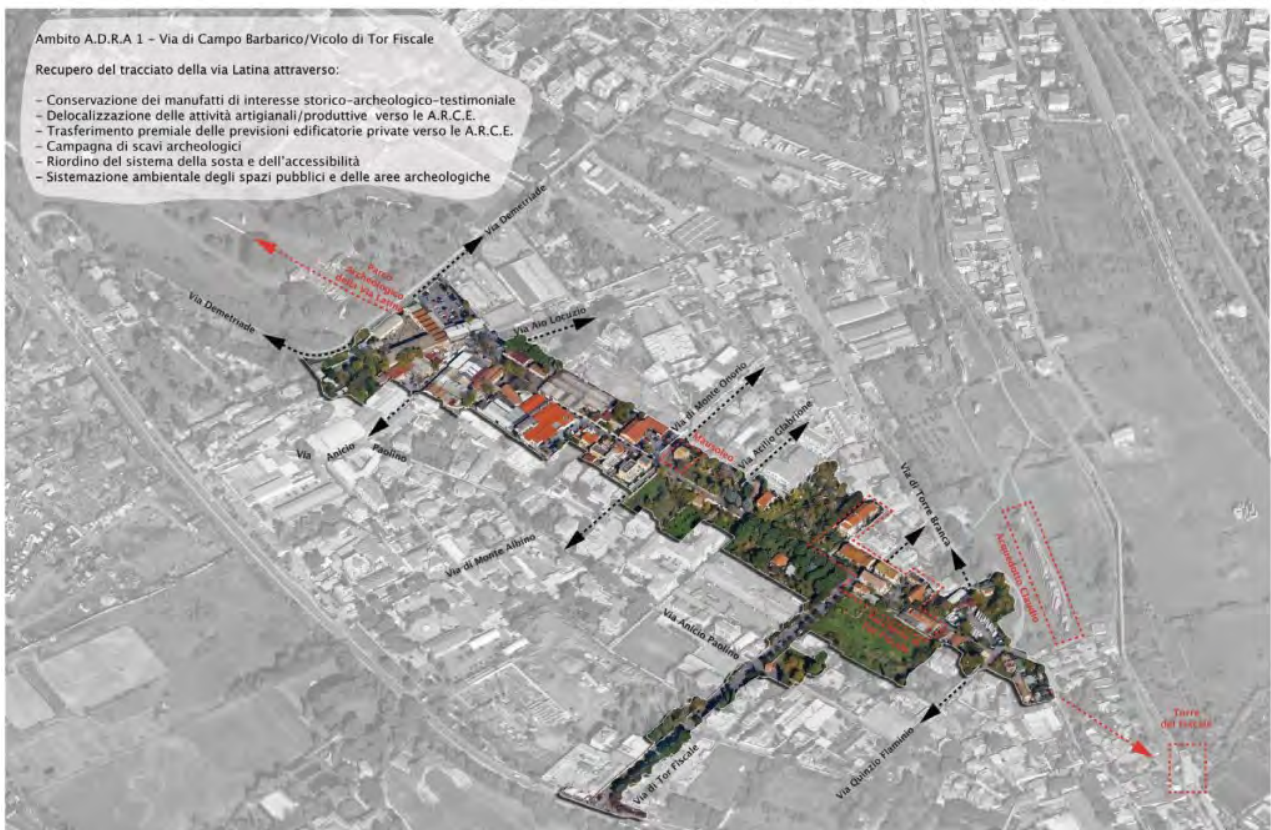 Ambito A.D.R.A 1 – Via di Campo Barbarico/Vicolo di Tor Fiscale
Recupero del tracciato della via Latina attraverso:
– Conservazione dei manufatti di interesse storico-archeologico-testimoniale
– Delocalizzazione delle attività artigianali/produttive verso le A.R.C.E.
– Trasferimento premiale delle previsioni edificatorie private verso le A.R.C.E.
– Campagna di scavi archeologici
– Riordino del sistema della sosta e dell'accessibilità
– Sistemazione ambientale degli spazi pubblici e delle aree archeologiche
Via Demetriade
Parco
Archeologico
della Via Latina
Via Demetriade
Via Aio Locuzio
Via Anicio Paolino
Via di Monte Onorio
Mausoleo
Via Acilio Glabrione
Via di Monte Albino
Via di Torre Branca
Acquedotto Claudio
Via Anicio Paolino
Via di Tor Fiscale
Via Quinzio Flaminio
Torre
del fiscale